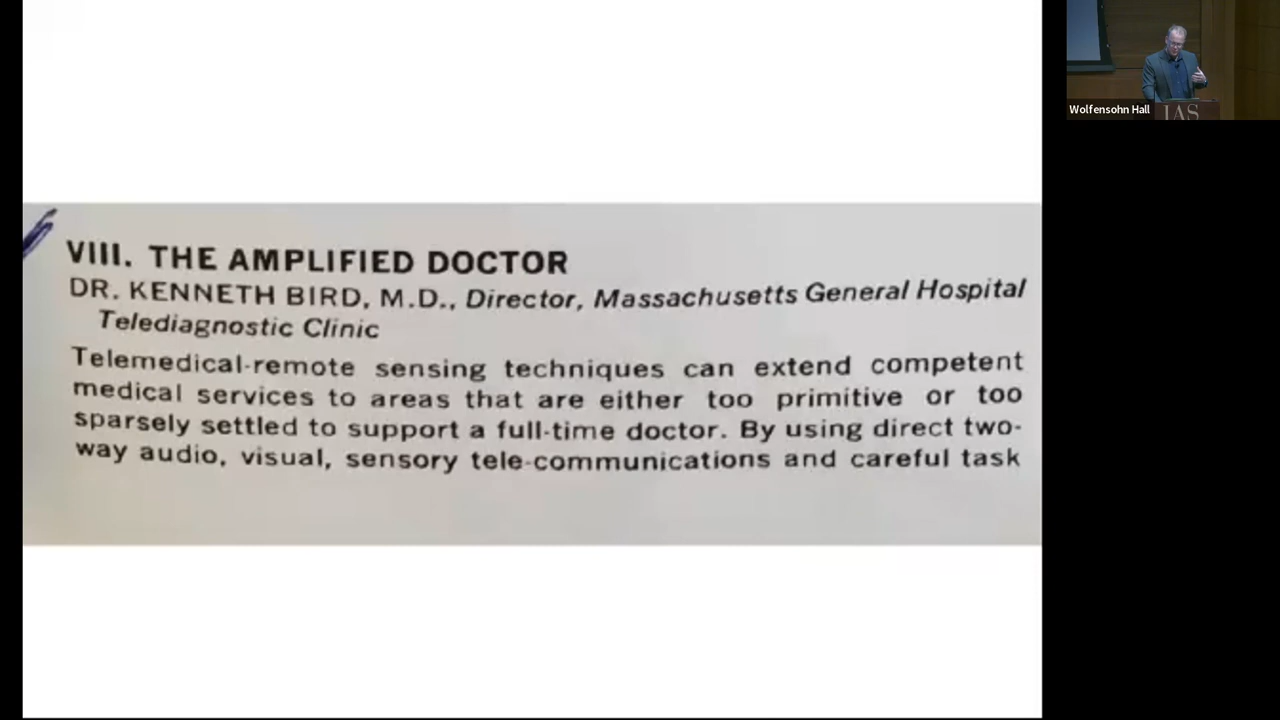 VIII. THE AMPLIFIED DOCTOR
DR. KENNETH BIRD, M.D., Director, Massachusetts General Hospital
Telediagnostic Clinic
Telemedical-remote sensing techniques can extend competent
medical services to areas that are either too primitive or too
sparsely settled to support a full-time doctor. By using direct two-
way audio, visual, sensory tele-communications and careful task
Wolfensohn Hall
IAS